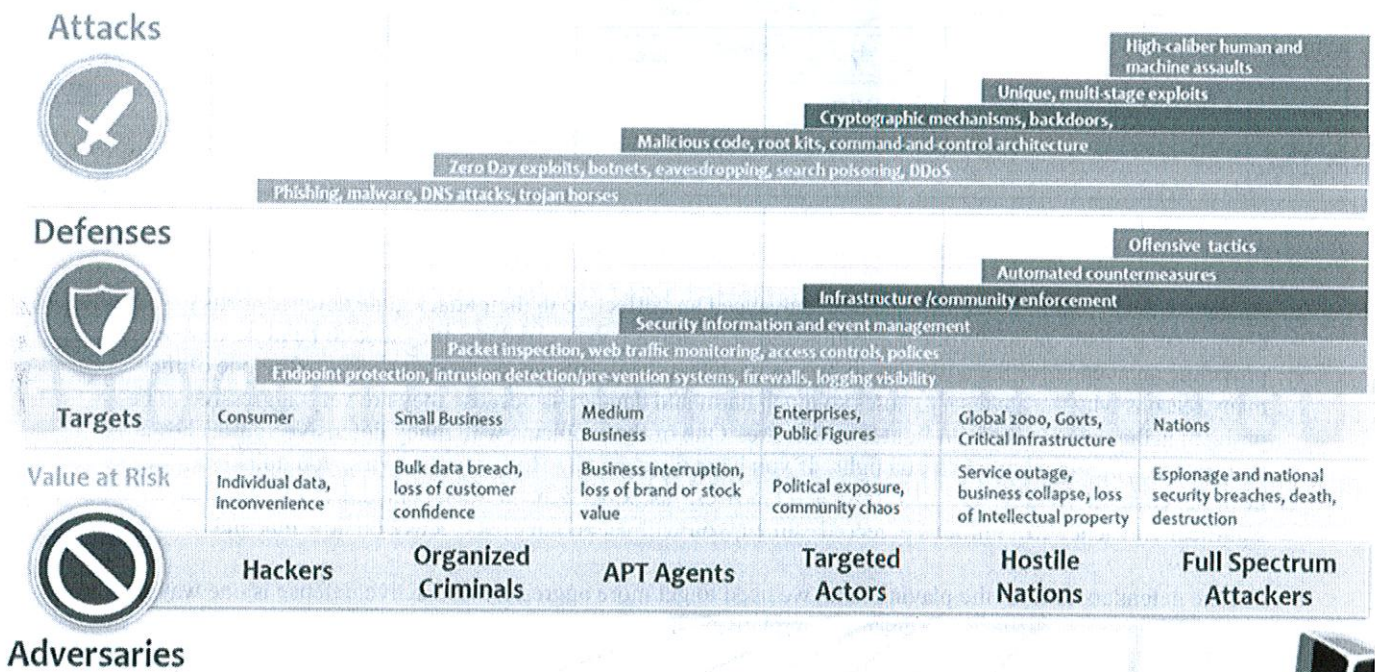 Attacks
High-caliber human and
machine assaults
Unique, multi-stage exploits
Cryptographic mechanisms, backdoors,
Malicious code, root kits, command-and-control architecture
Zero Day exploits, botnets, eavesdropping, search poisoning, DDoS
Phishing, malware, DNS attacks, trojan horses
Defenses
Offensive tactics
Automated countermeasures
Infrastructure /community enforcement
Security information and event management
Packet inspection, web traffic monitoring, access controls, polices
Endpoint protection, intrusion detection/pre-vention systems, firewalls, logging visibility
Targets
Consumer
Small Business
Medium
Business
Enterprises,
Public Figures
Global 2000, Govts,
Critical Infrastructure
Nations
Value at Risk
Individual data,
inconvenience
Bulk data breach,
loss of customer
confidence
Business interruption,
loss of brand or stock
value
Political exposure,
community chaos
Service outage,
business collapse, loss
of Intellectual property
Espionage and national
security breaches, death,
destruction
Hackers
Organized
Criminals
APT Agents
Targeted
Actors
Hostile
Nations
Full Spectrum
Attackers
Adversaries